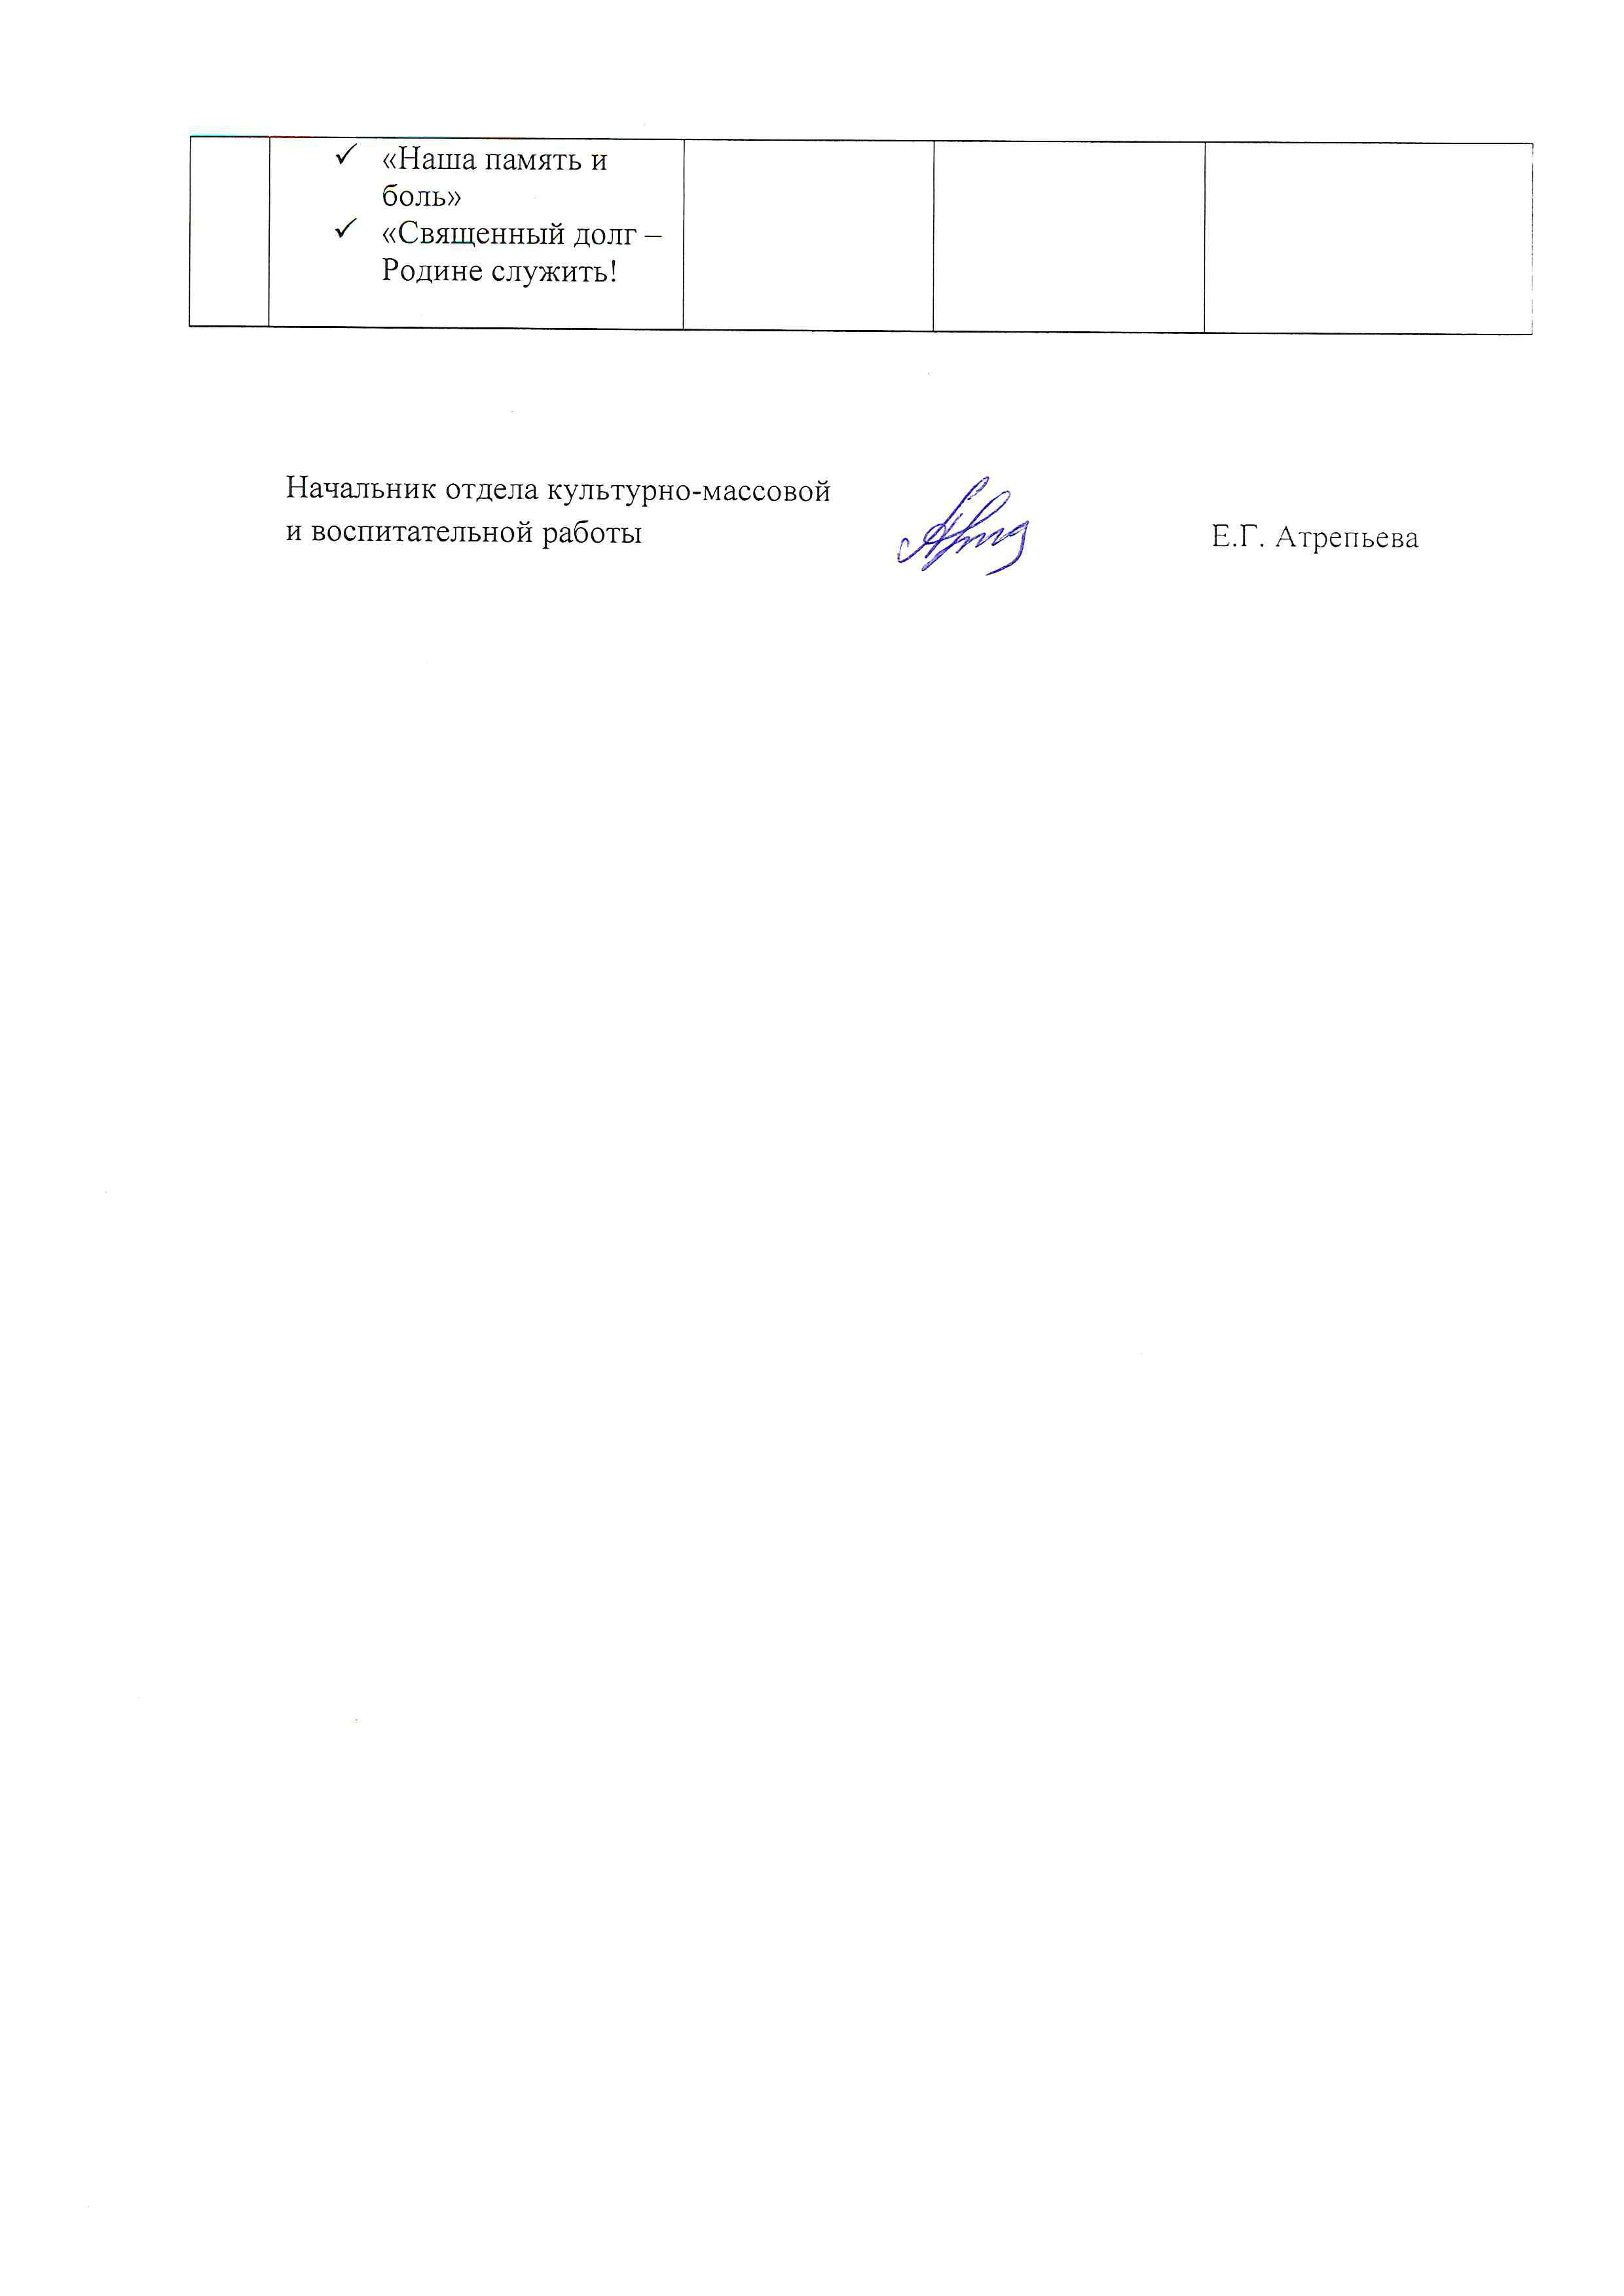 ✓ «Наша память и
боль»
✓ «Священный долг –
Родине служить!
Начальник отдела культурно-массовой
и воспитательной работы
Е.Г. Атрепьева